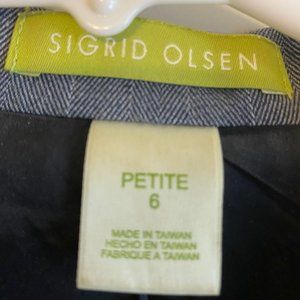 SIGRID OLSEN
PETITE
6
MADE IN TAIWAN
HECHO EN TAIWAN
FABRIQUE A TAIWAN